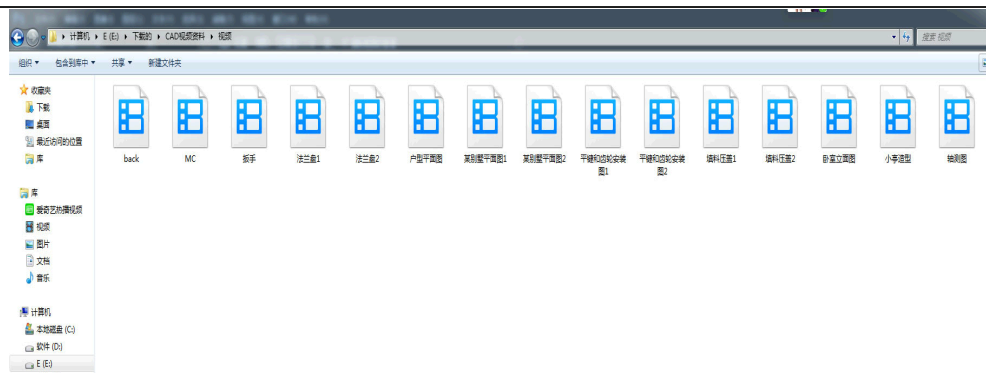 计算机 ▸ E (E:) ▸ 下载的 ▸ CAD视频资料 ▸ 视频
搜索 视频
组织 包含到库中 共享 新建文件夹
收藏夹
下载
桌面
最近访问的位置
库
库
爱奇艺热播视频
视频
图片
文档
音乐
计算机
本地磁盘 (C:)
软件 (D:)
E (E:)
back
MC
扳手
法兰盘1
法兰盘2
户型平面图
某别墅平面图1
某别墅平面图2
平键和齿轮安装
图1
平键和齿轮安装
图2
填料压盖1
填料压盖2
卧室立面图
小亭造型
轴测图